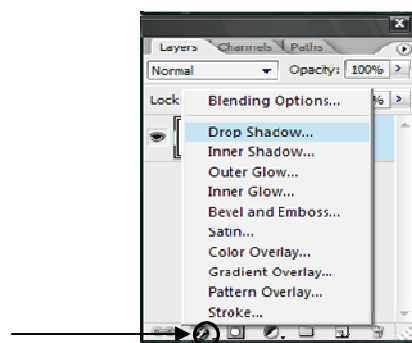 Layers Channels Paths
Normal Opacity: 100%
Lock %
Blending Options...
Drop Shadow...
Inner Shadow...
Outer Glow...
Inner Glow...
Bevel and Emboss...
Satin...
Color Overlay...
Gradient Overlay...
Pattern Overlay...
Stroke...